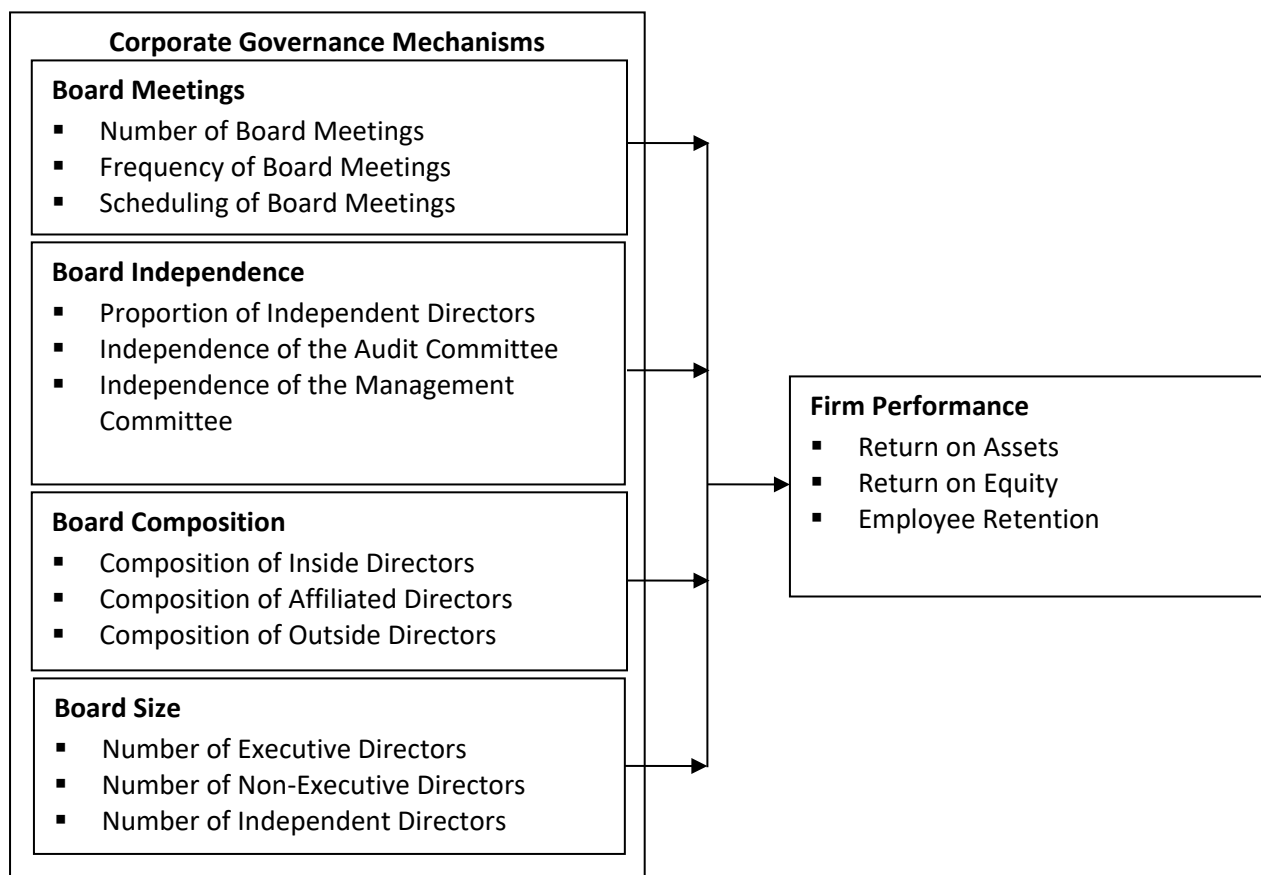 Corporate Governance Mechanisms
Board Meetings
▪ Number of Board Meetings
▪ Frequency of Board Meetings
▪ Scheduling of Board Meetings
Board Independence
▪ Proportion of Independent Directors
▪ Independence of the Audit Committee
▪ Independence of the Management
Committee
Board Composition
▪ Composition of Inside Directors
▪ Composition of Affiliated Directors
▪ Composition of Outside Directors
Board Size
▪ Number of Executive Directors
▪ Number of Non-Executive Directors
▪ Number of Independent Directors
Firm Performance
▪ Return on Assets
▪ Return on Equity
▪ Employee Retention